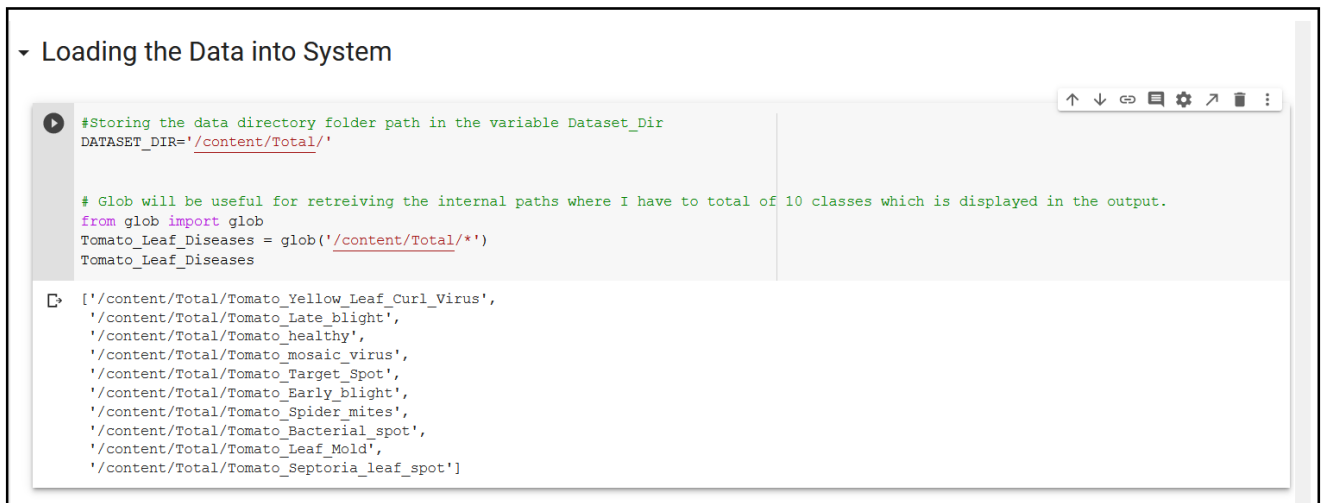 Loading the Data into System
#Storing the data directory folder path in the variable Dataset_Dir
DATASET_DIR='/content/Total/'
# Glob will be useful for retreiving the internal paths where I have to total of 10 classes which is displayed in the output.
from glob import glob
Tomato_Leaf_Diseases = glob('/content/Total/*')
Tomato_Leaf_Diseases
['/content/Total/Tomato_Yellow_Leaf_Curl_Virus',
'/content/Total/Tomato_Late_blight',
'/content/Total/Tomato_healthy',
'/content/Total/Tomato_mosaic_virus',
'/content/Total/Tomato_Target_Spot',
'/content/Total/Tomato_Early_blight',
'/content/Total/Tomato_Spider_mites',
'/content/Total/Tomato_Bacterial_spot',
'/content/Total/Tomato_Leaf_Mold',
'/content/Total/Tomato_Septoria_leaf_spot']